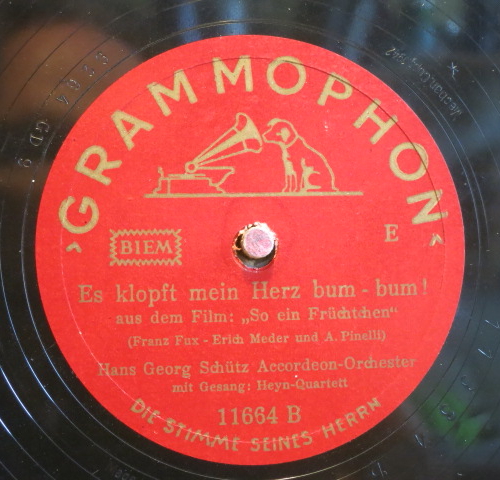 ›GRAMMOPHON‹
BIEM
E
Es klopft mein Herz bum-bum!
aus dem Film: „So ein Früchtchen“
(Franz Fux - Erich Meder und A. Pinelli)
Hans Georg Schütz Accordeon-Orchester
mit Gesang: Heyn-Quartett
11664 B
DIE STIMME SEINES HERRN